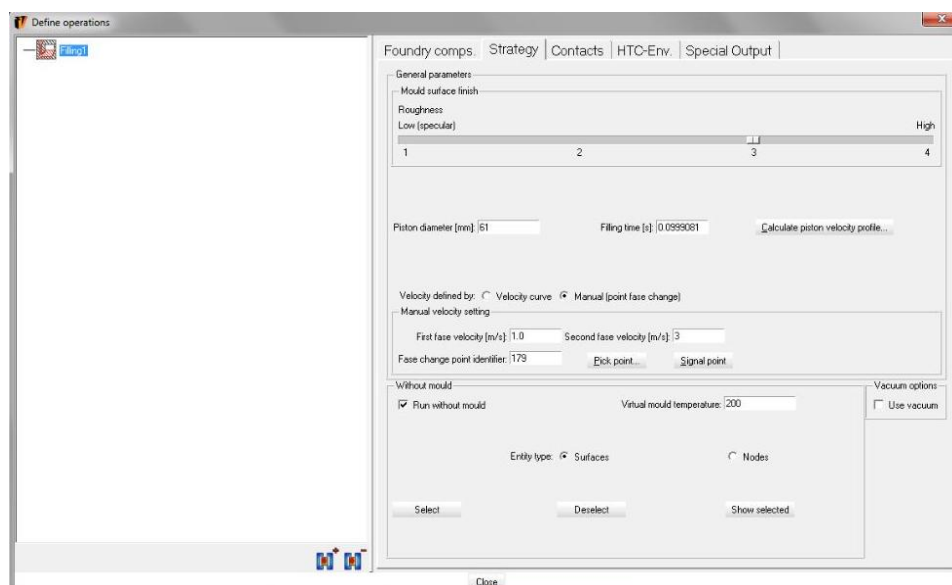 Define operations
Filling1
Foundry comps. Strategy Contacts HTC-Env. Special Output
General parameters
Mould surface finish
Roughness
Low (specular) High
1 2 3 4
Piston diameter [mm]: 61 Filling time [s]: 0.0999081 Calculate piston velocity profile...
Velocity defined by: Velocity curve Manual (point fase change)
Manual velocity setting
First fase velocity [m/s]: 1.0 Second fase velocity [m/s]: 3
Fase change point identifier: 179 Pick point... Signal point
Without mould Vacuum options
Run without mould Virtual mould temperature: 200 Use vacuum
Entity type: Surfaces Nodes
Select Deselect Show selected
Close